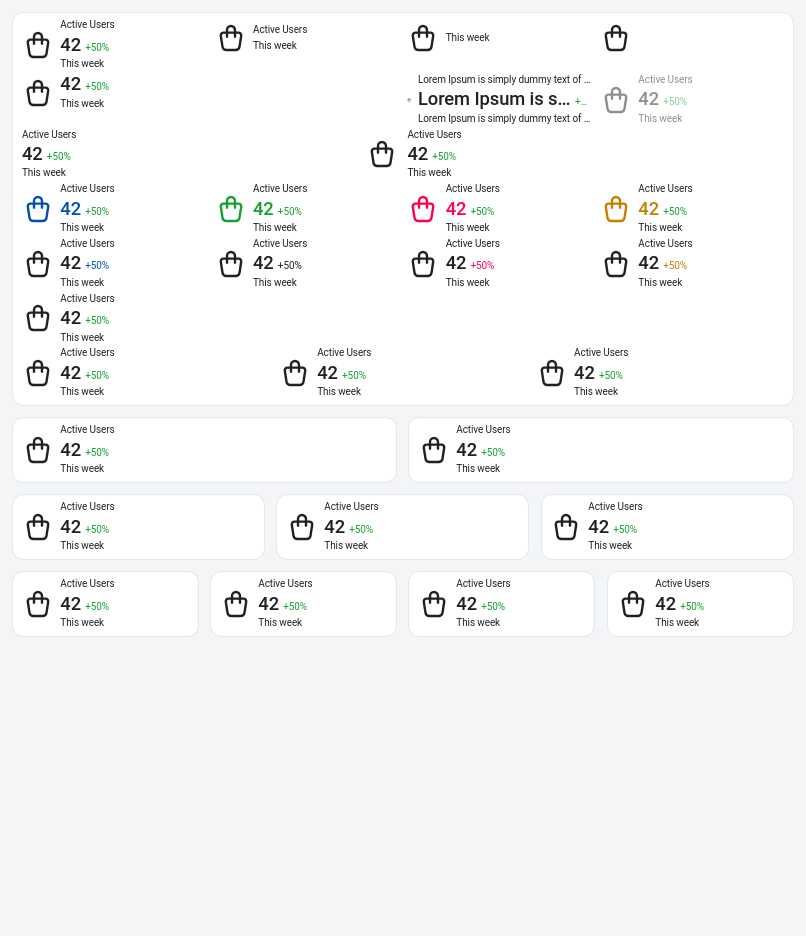 Active Users
42 +50%
This week
Active Users
This week
This week
42 +50%
This week
Lorem Ipsum is simply dummy text of ...
Lorem Ipsum is s... +...
Lorem Ipsum is simply dummy text of ...
Active Users
42 +50%
This week
Active Users
42 +50%
This week
Active Users
42 +50%
This week
Active Users
42 +50%
This week
Active Users
42 +50%
This week
Active Users
42 +50%
This week
Active Users
42 +50%
This week
Active Users
42 +50%
This week
Active Users
42 +50%
This week
Active Users
42 +50%
This week
Active Users
42 +50%
This week
Active Users
42 +50%
This week
Active Users
42 +50%
This week
Active Users
42 +50%
This week
Active Users
42 +50%
This week
Active Users
42 +50%
This week
Active Users
42 +50%
This week
Active Users
42 +50%
This week
Active Users
42 +50%
This week
Active Users
42 +50%
This week
Active Users
42 +50%
This week
Active Users
42 +50%
This week
Active Users
42 +50%
This week
Active Users
42 +50%
This week